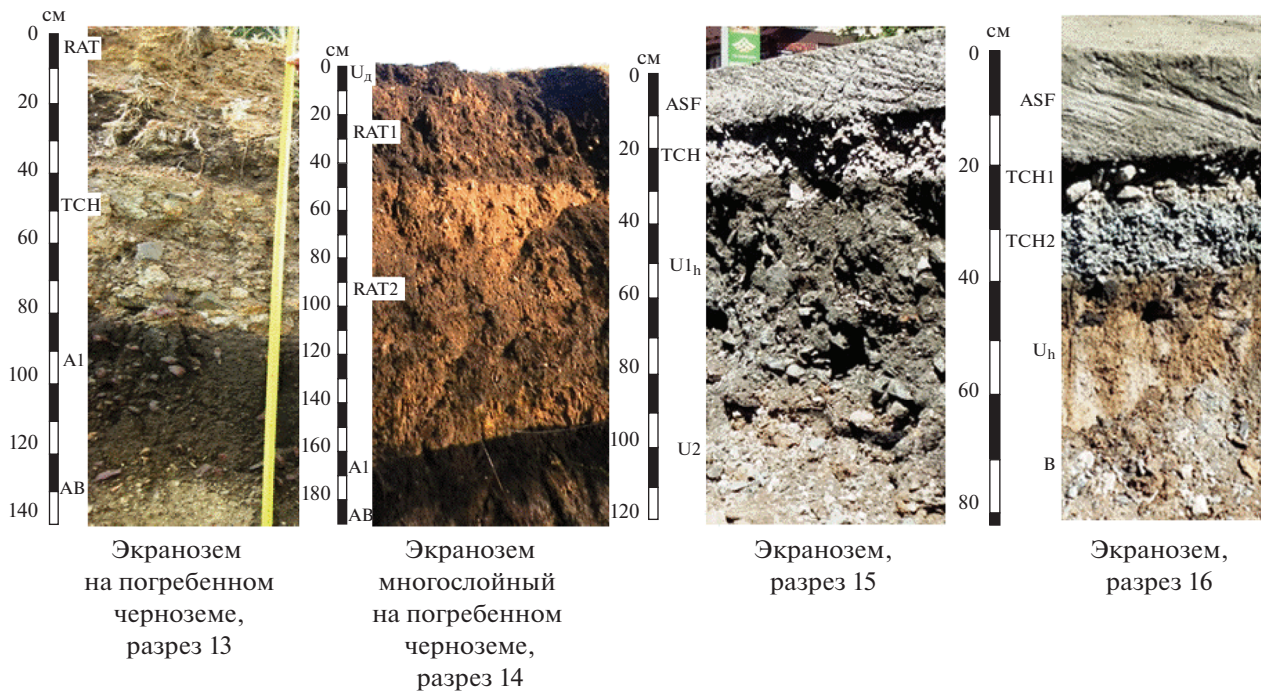 см
0
20
40
60
80
100
120
140
RAT
TCH
A1
AB
Экранозем
на погребенном
черноземе,
разрез 13
см
0
20
40
60
80
100
120
140
160
180
Uд
RAT1
RAT2
A1
AB
Экранозем
многослойный
на погребенном
черноземе,
разрез 14
см
0
20
40
60
80
100
120
ASF
TCH
U1h
U2
Экранозем,
разрез 15
см
0
20
40
60
80
ASF
TCH1
TCH2
Uh
B
Экранозем,
разрез 16